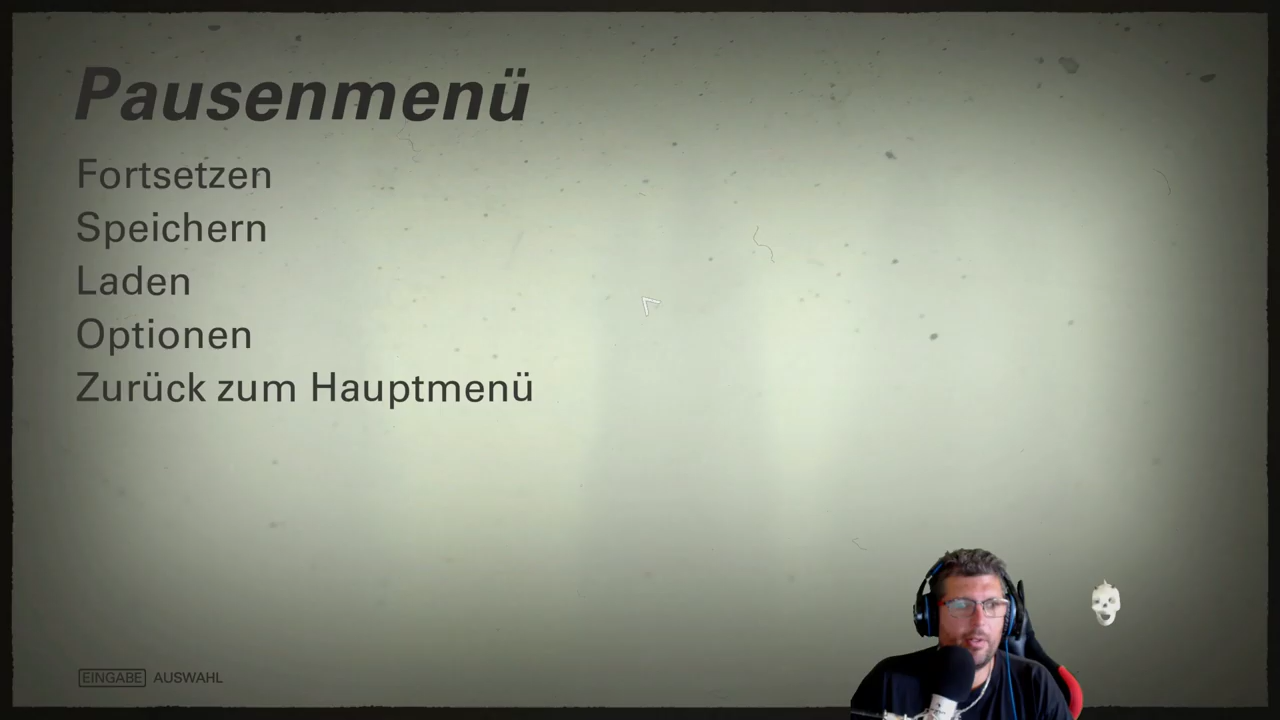 Pausenmenü
Fortsetzen
Speichern
Laden
Optionen
Zurück zum Hauptmenü
EINGABE AUSWAHL